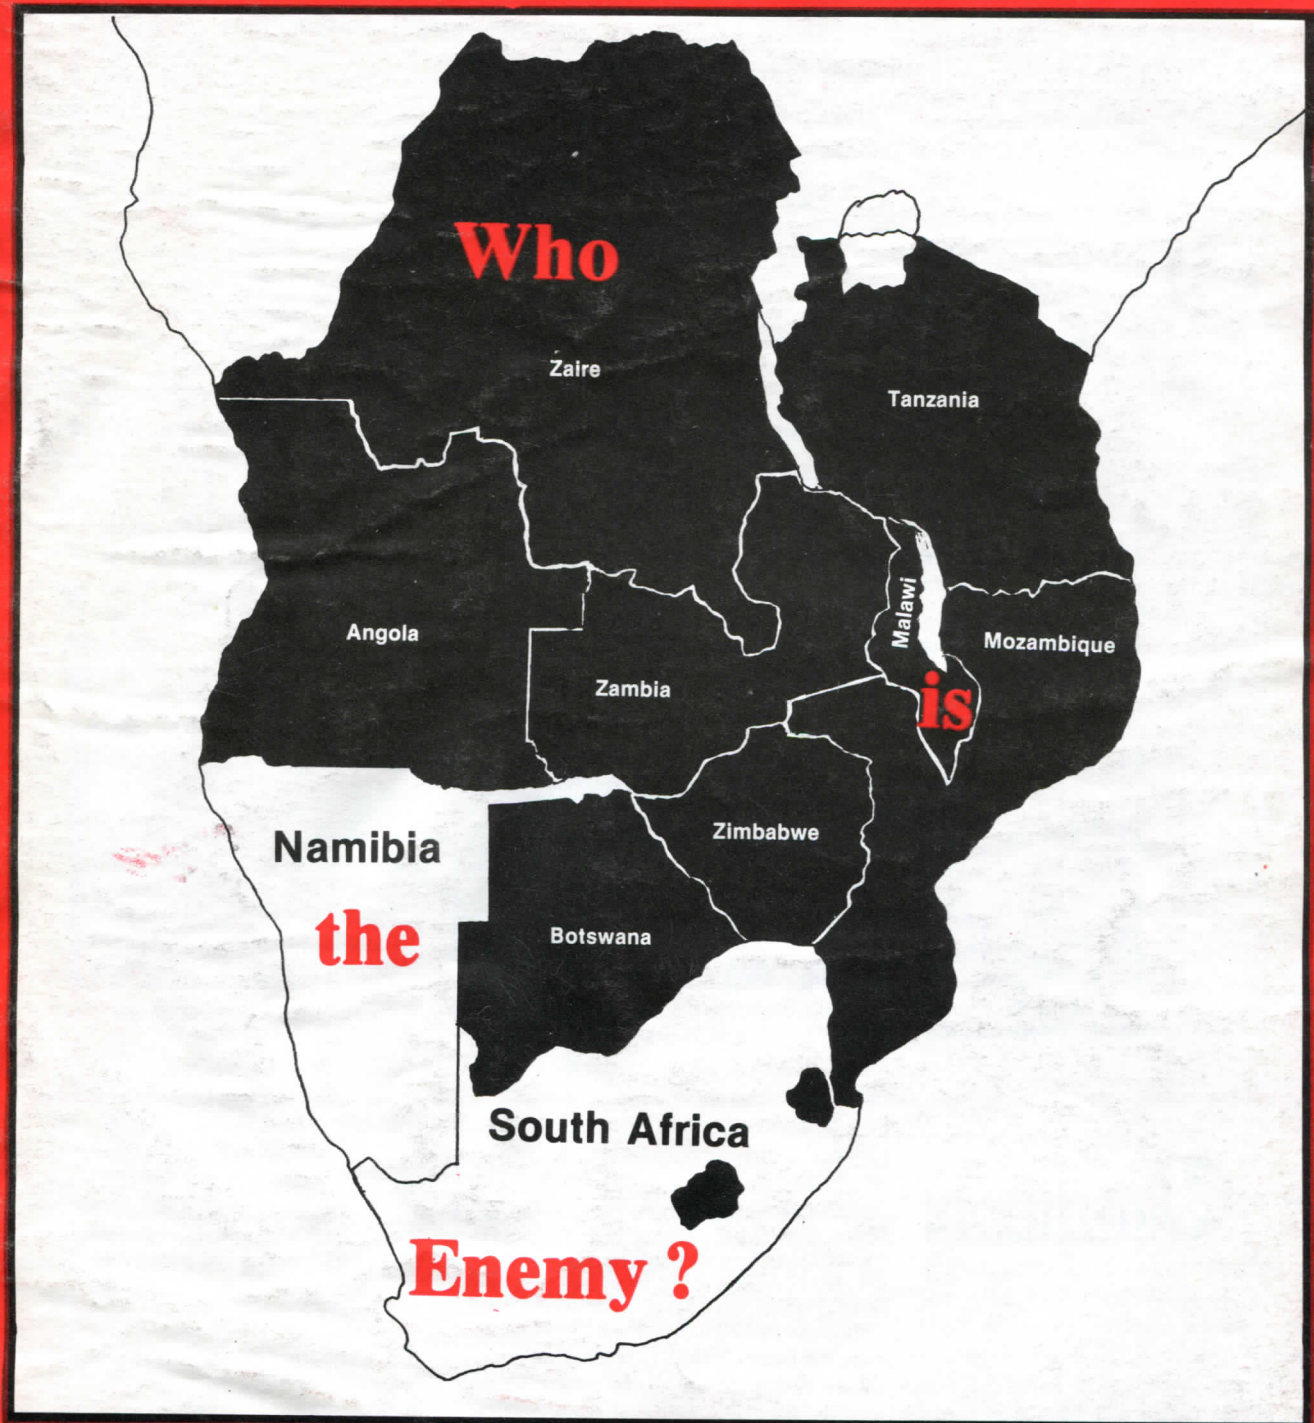 Who
Zaire
Tanzania
Malawi
Angola
Mozambique
Zambia
is
Zimbabwe
Namibia
the
Botswana
South Africa
Enemy ?